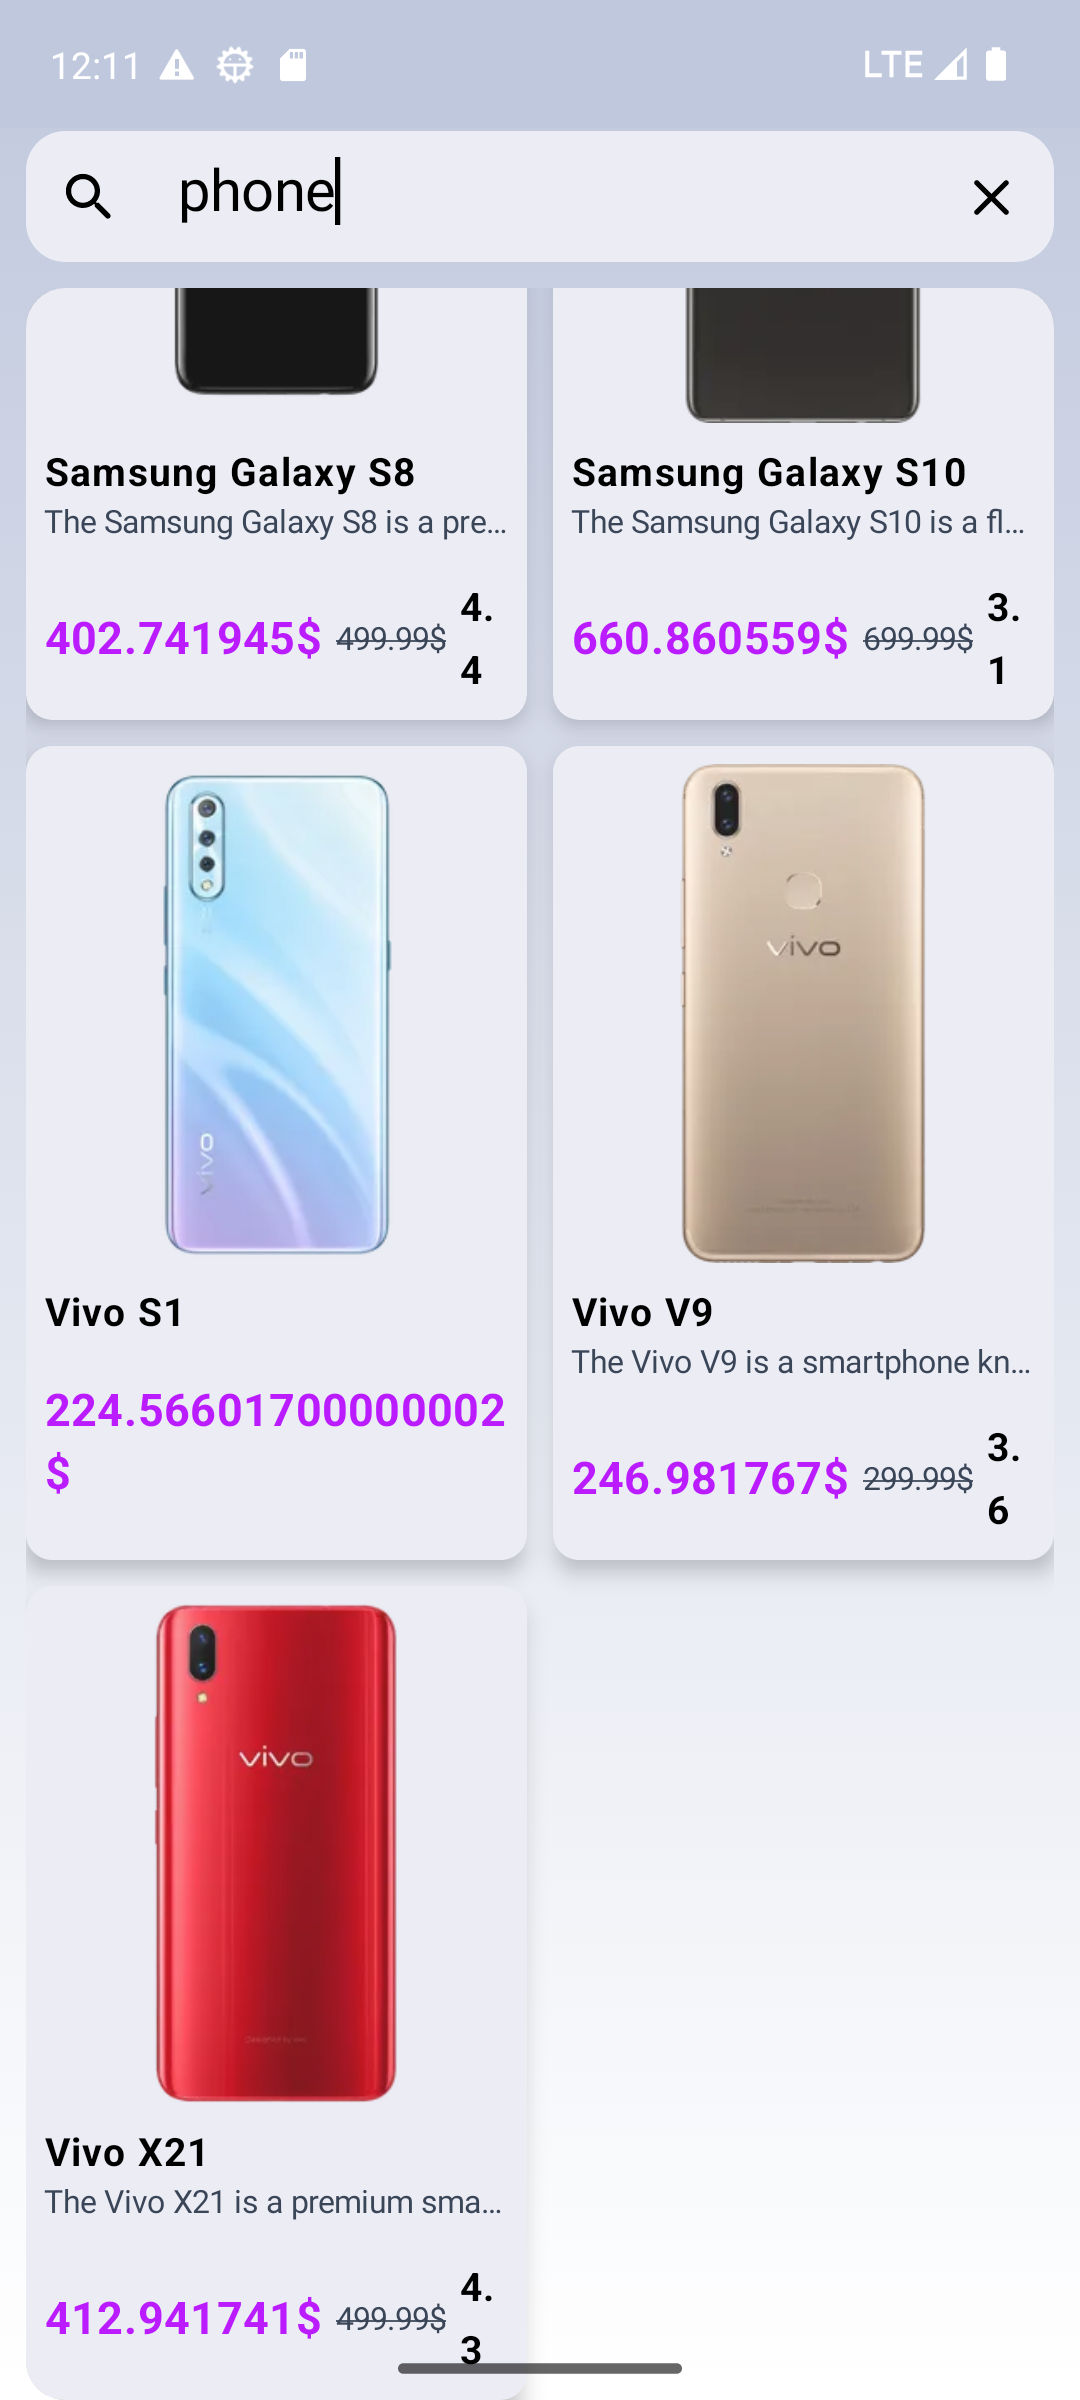 12:11
LTE
phone
Samsung Galaxy S8
The Samsung Galaxy S8 is a pre...
402.741945$ 499.99$ 4.
4
Samsung Galaxy S10
The Samsung Galaxy S10 is a fl...
660.860559$ 699.99$ 3.
1
vivo
Vivo S1
224.56601700000002
$
vivo
Vivo V9
The Vivo V9 is a smartphone kn...
246.981767$ 299.99$ 3.
6
vivo
Vivo X21
The Vivo X21 is a premium sma...
412.941741$ 499.99$ 4.
3